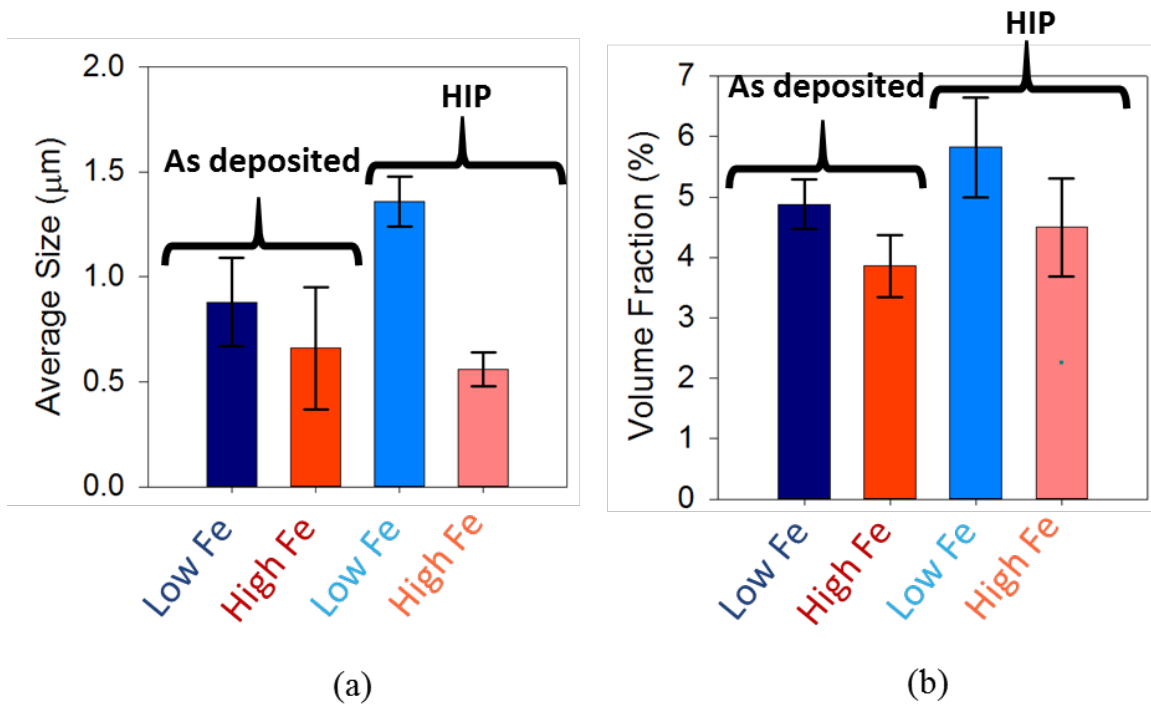 HIP
As deposited
2.0
1.5
1.0
0.5
0.0
Average Size (μm)
Low Fe
High Fe
Low Fe
High Fe
(a)
HIP
As deposited
7
6
5
4
3
2
1
0
Volume Fraction (%)
Low Fe
High Fe
Low Fe
High Fe
(b)